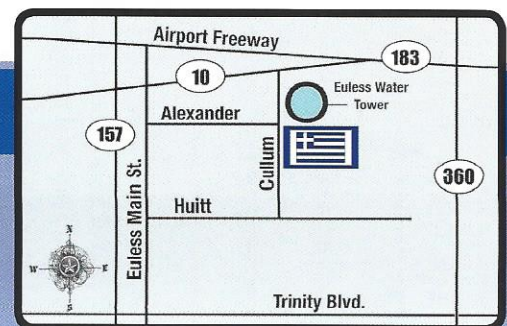 Airport Freeway
183
10
Euless Water
Tower
Alexander
157
Cullum
360
Euless Main St.
Huitt
N
W
E
S
Trinity Blvd.